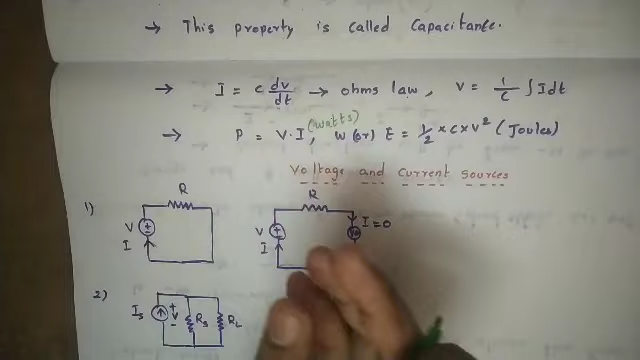 → This property is called Capacitance.
→ I = C dv/dt → ohms law, V = 1/C ∫Idt
→ P = V·I, (watts) W (or) E = 1/2 × C × V² (Joules)
Voltage and Current Sources
1) R V I R V I I = 0
2) Is + V - Rs RL